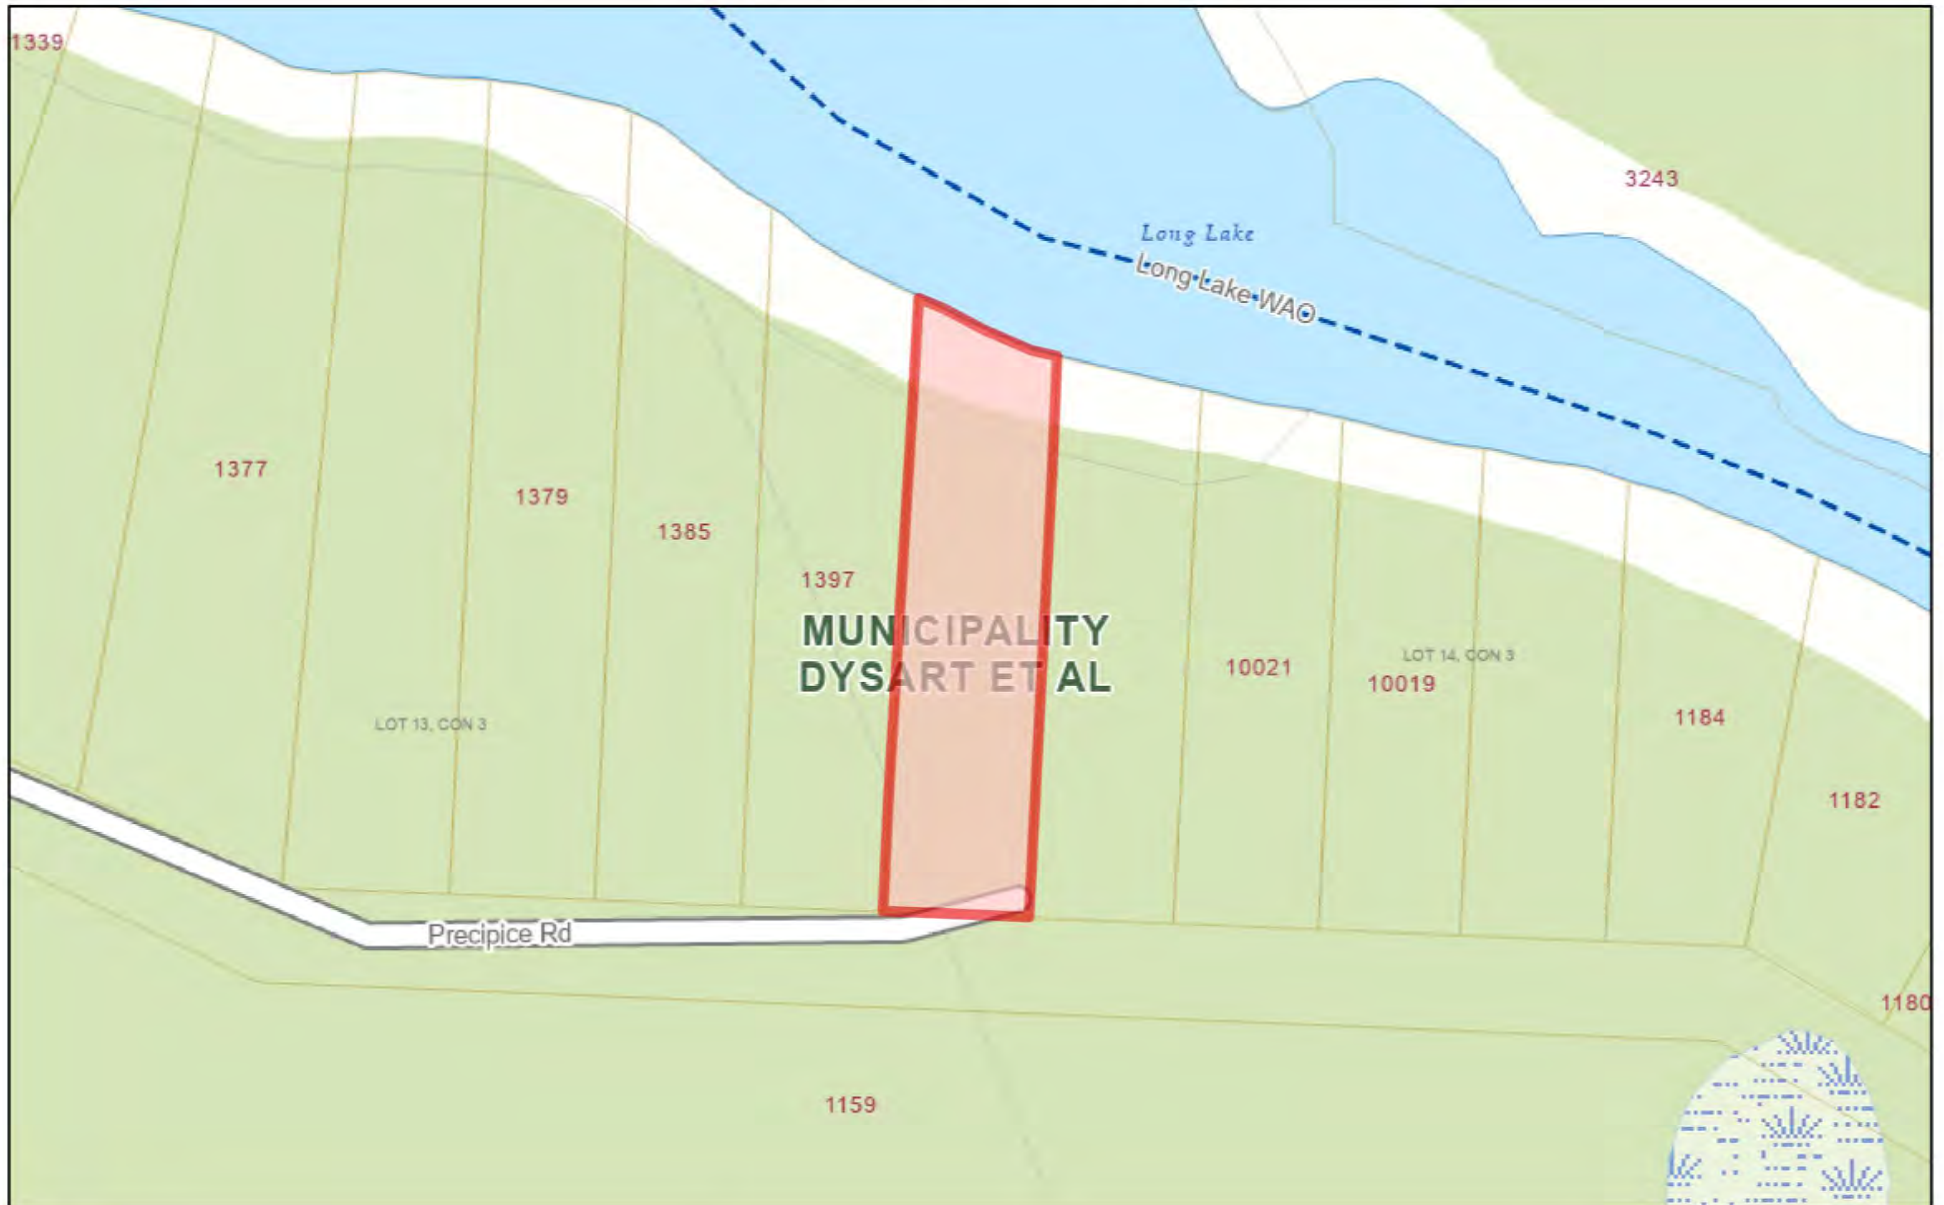 1339
3243
Long Lake
Long Lake WAO
1377
1379
1385
1397
MUNICIPALITY
DYSART ET AL
LOT 14, CON 3
10021
10019
1184
LOT 13, CON 3
1182
Precipice Rd
1180
1159